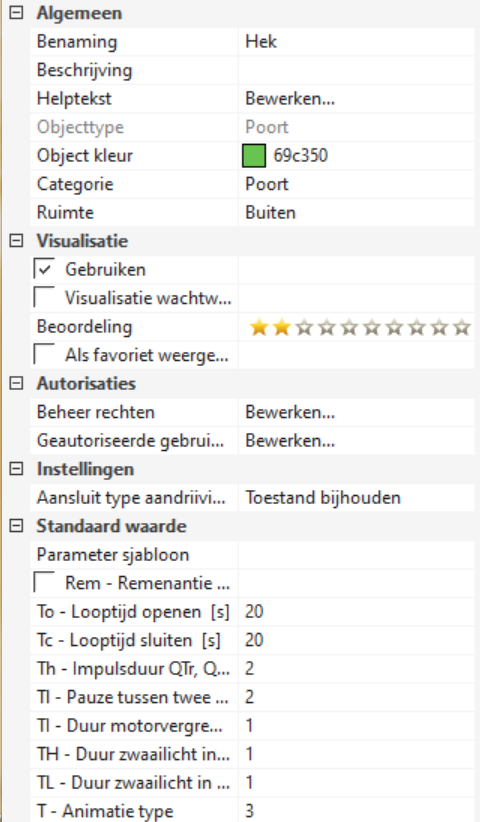 Algemeen
Benaming Hek
Beschrijving
Helptekst Bewerken...
Objecttype Poort
Object kleur 69c350
Categorie Poort
Ruimte Buiten
Visualisatie
Gebruiken
Visualisatie wachtw...
Beoordeling
Als favoriet weerge...
Autorisaties
Beheer rechten Bewerken...
Geautoriseerde gebrui... Bewerken...
Instellingen
Aansluit type aandriivi... Toestand bijhouden
Standaard waarde
Parameter sjabloon
Rem - Remenantie ...
To - Looptijd openen [s] 20
Tc - Looptijd sluiten [s] 20
Th - Impulsduur QTr, Q... 2
Tl - Pauze tussen twee ... 2
Tl - Duur motorvergre... 1
TH - Duur zwaailicht in... 1
TL - Duur zwaailicht in ... 1
T - Animatie type 3